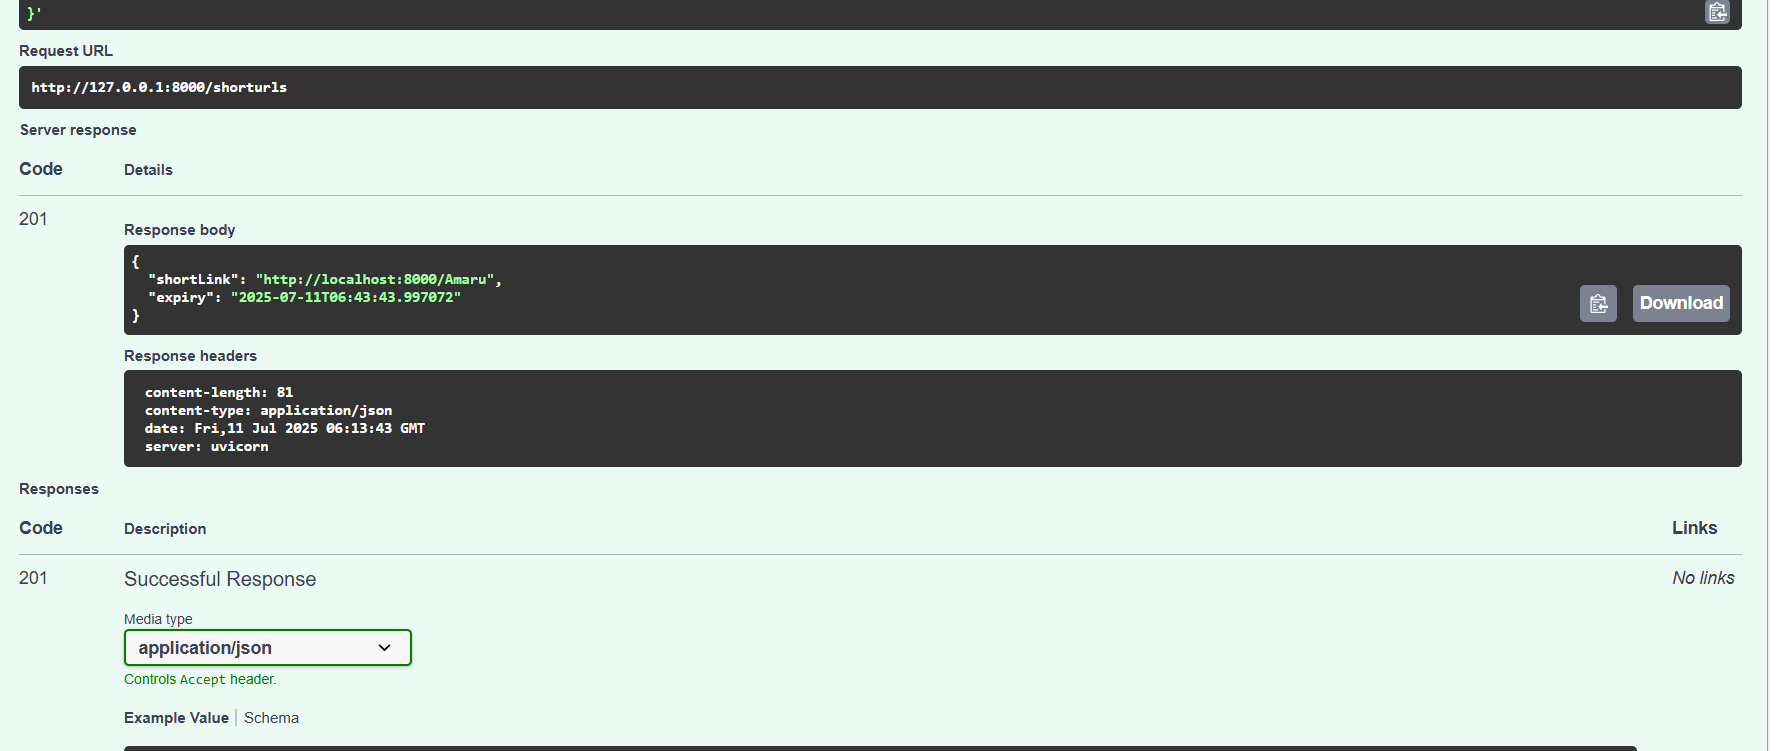 }'
Request URL
http://127.0.0.1:8000/shorturls
Server response
Code Details
201
Response body
{
"shortLink": "http://localhost:8000/Amaru",
"expiry": "2025-07-11T06:43:43.997072"
}
Download
Response headers
content-length: 81
content-type: application/json
date: Fri,11 Jul 2025 06:13:43 GMT
server: uvicorn
Responses
Code Description Links
201 Successful Response No links
Media type
application/json
Controls Accept header.
Example Value Schema